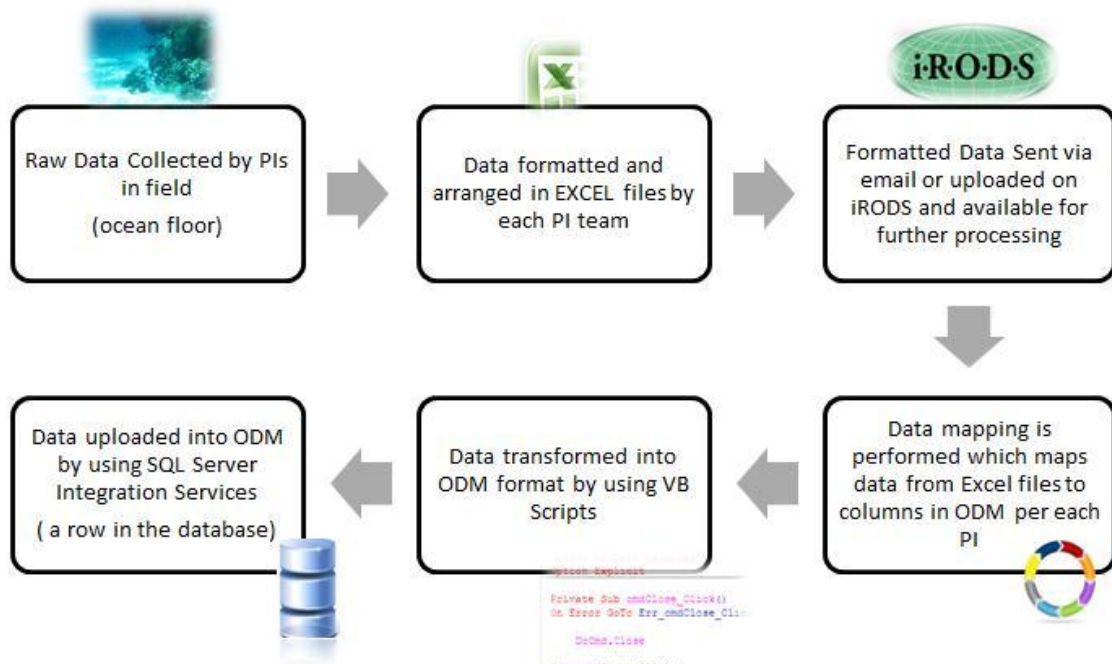 i·R·O·D·S
Raw Data Collected by PIs
in field
(ocean floor)
Data formatted and
arranged in EXCEL files by
each PI team
Formatted Data Sent via
email or uploaded on
iRODS and available for
further processing
Data uploaded into ODM
by using SQL Server
Integration Services
( a row in the database)
Data transformed into
ODM format by using VB
Scripts
Data mapping is
performed which maps
data from Excel files to
columns in ODM per each
PI
Option Explicit
Private Sub cmdClose_Click()
On Error GoTo Err_cmdClose_Clic
DoCmd.Close